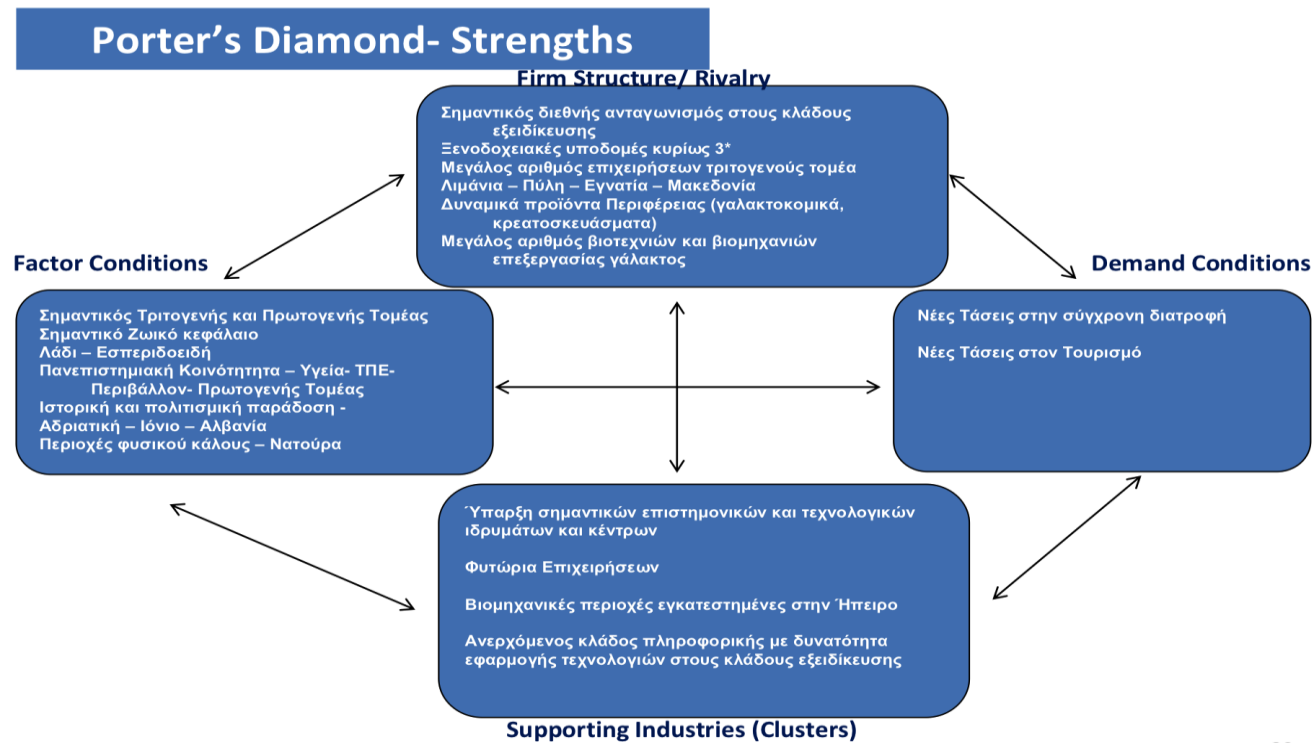 Porter’s Diamond- Strengths
Firm Structure/ Rivalry
Σημαντικός διεθνής ανταγωνισμός στους κλάδους
εξειδίκευσης
Ξενοδοχειακές υποδομές κυρίως 3*
Μεγάλος αριθμός επιχειρήσεων τριτογενούς τομέα
Λιμάνια – Πύλη – Εγνατία – Μακεδονία
Δυναμικά προϊόντα Περιφέρειας (γαλακτοκομικά,
κρεατοσκευάσματα)
Μεγάλος αριθμός βιοτεχνιών και βιομηχανιών
επεξεργασίας γάλακτος
Factor Conditions
Σημαντικός Τριτογενής και Πρωτογενής Τομέας
Σημαντικό Ζωικό κεφάλαιο
Λάδι – Εσπεριδοειδή
Πανεπιστημιακή Κοινότητητα – Υγεία- ΤΠΕ-
Περιβάλλον- Πρωτογενής Τομέας
Ιστορική και πολιτισμική παράδοση -
Αδριατική – Ιόνιο – Αλβανία
Περιοχές φυσικού κάλους – Νατούρα
Demand Conditions
Νέες Τάσεις στην σύγχρονη διατροφή
Νέες Τάσεις στον Τουρισμό
Ύπαρξη σημαντικών επιστημονικών και τεχνολογικών
ιδρυμάτων και κέντρων
Φυτώρια Επιχειρήσεων
Βιομηχανικές περιοχές εγκατεστημένες στην Ήπειρο
Ανερχόμενος κλάδος πληροφορικής με δυνατότητα
εφαρμογής τεχνολογιών στους κλάδους εξειδίκευσης
Supporting Industries (Clusters)